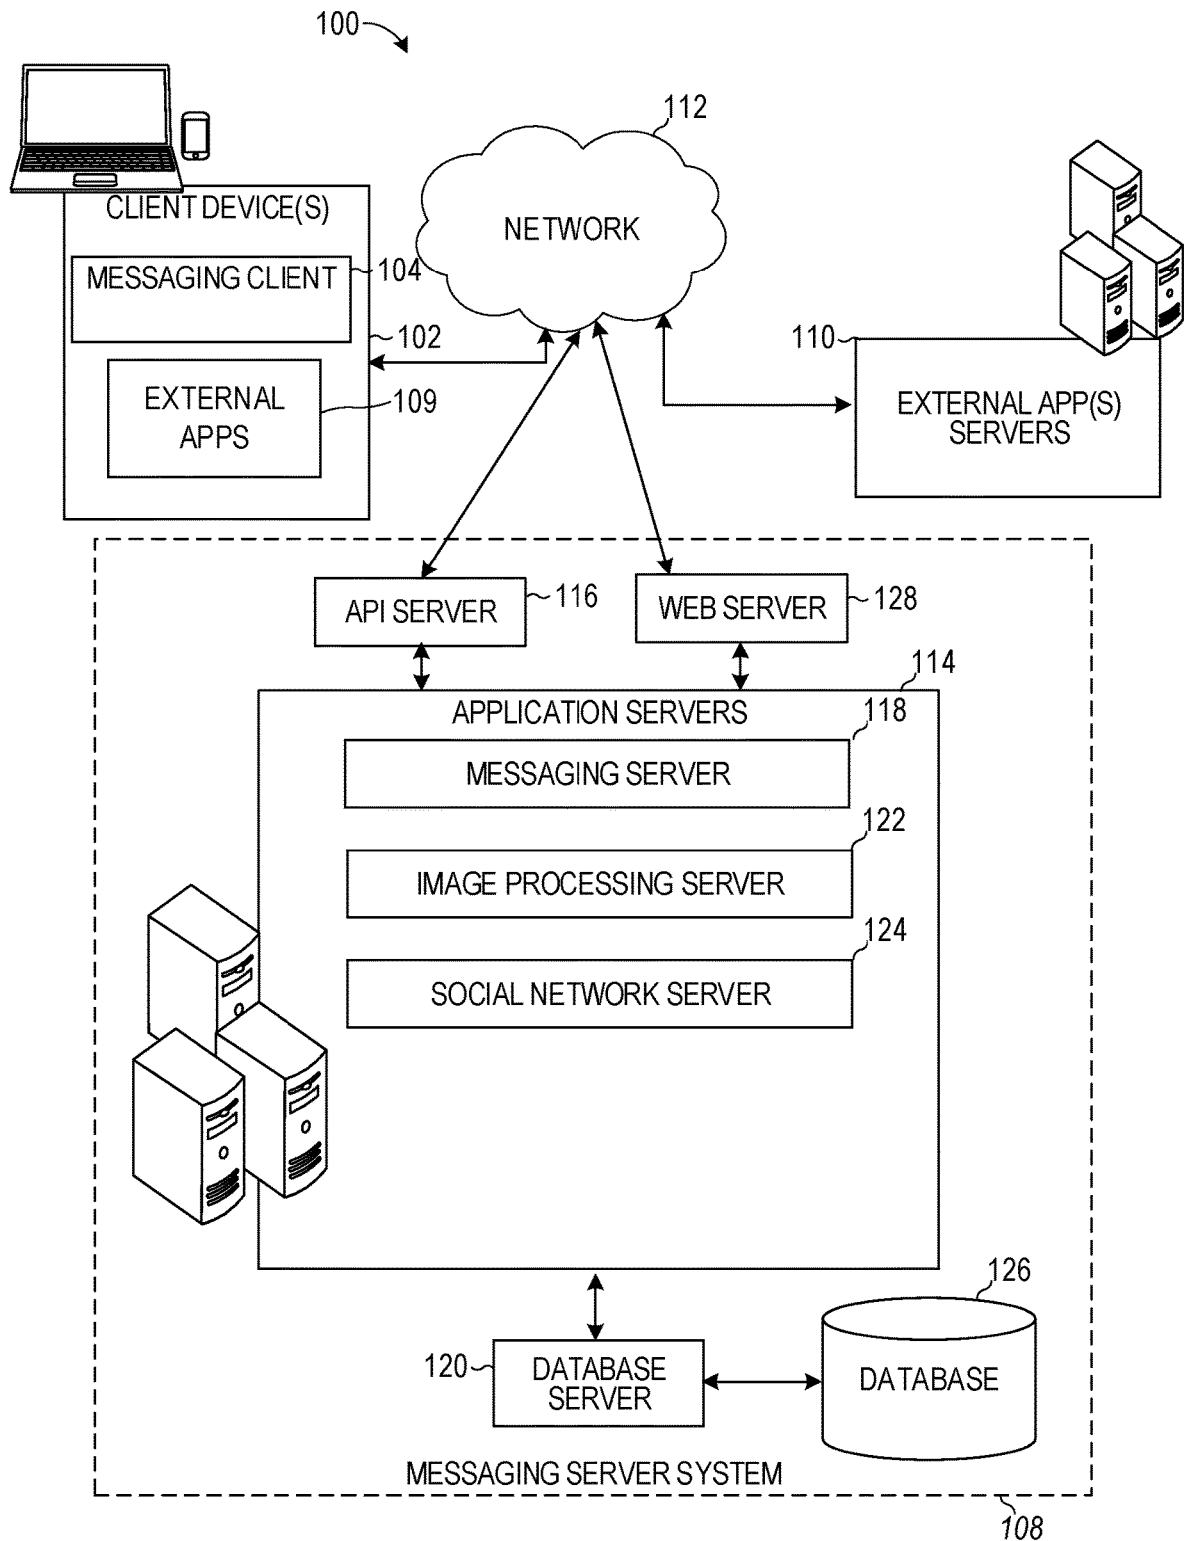 100
112
CLIENT DEVICE(S)
NETWORK
MESSAGING CLIENT
104
102
110
EXTERNAL
APPS
109
EXTERNAL APP(S)
SERVERS
API SERVER
116
WEB SERVER
128
114
APPLICATION SERVERS
118
MESSAGING SERVER
122
IMAGE PROCESSING SERVER
124
SOCIAL NETWORK SERVER
126
120
DATABASE
SERVER
DATABASE
MESSAGING SERVER SYSTEM
108